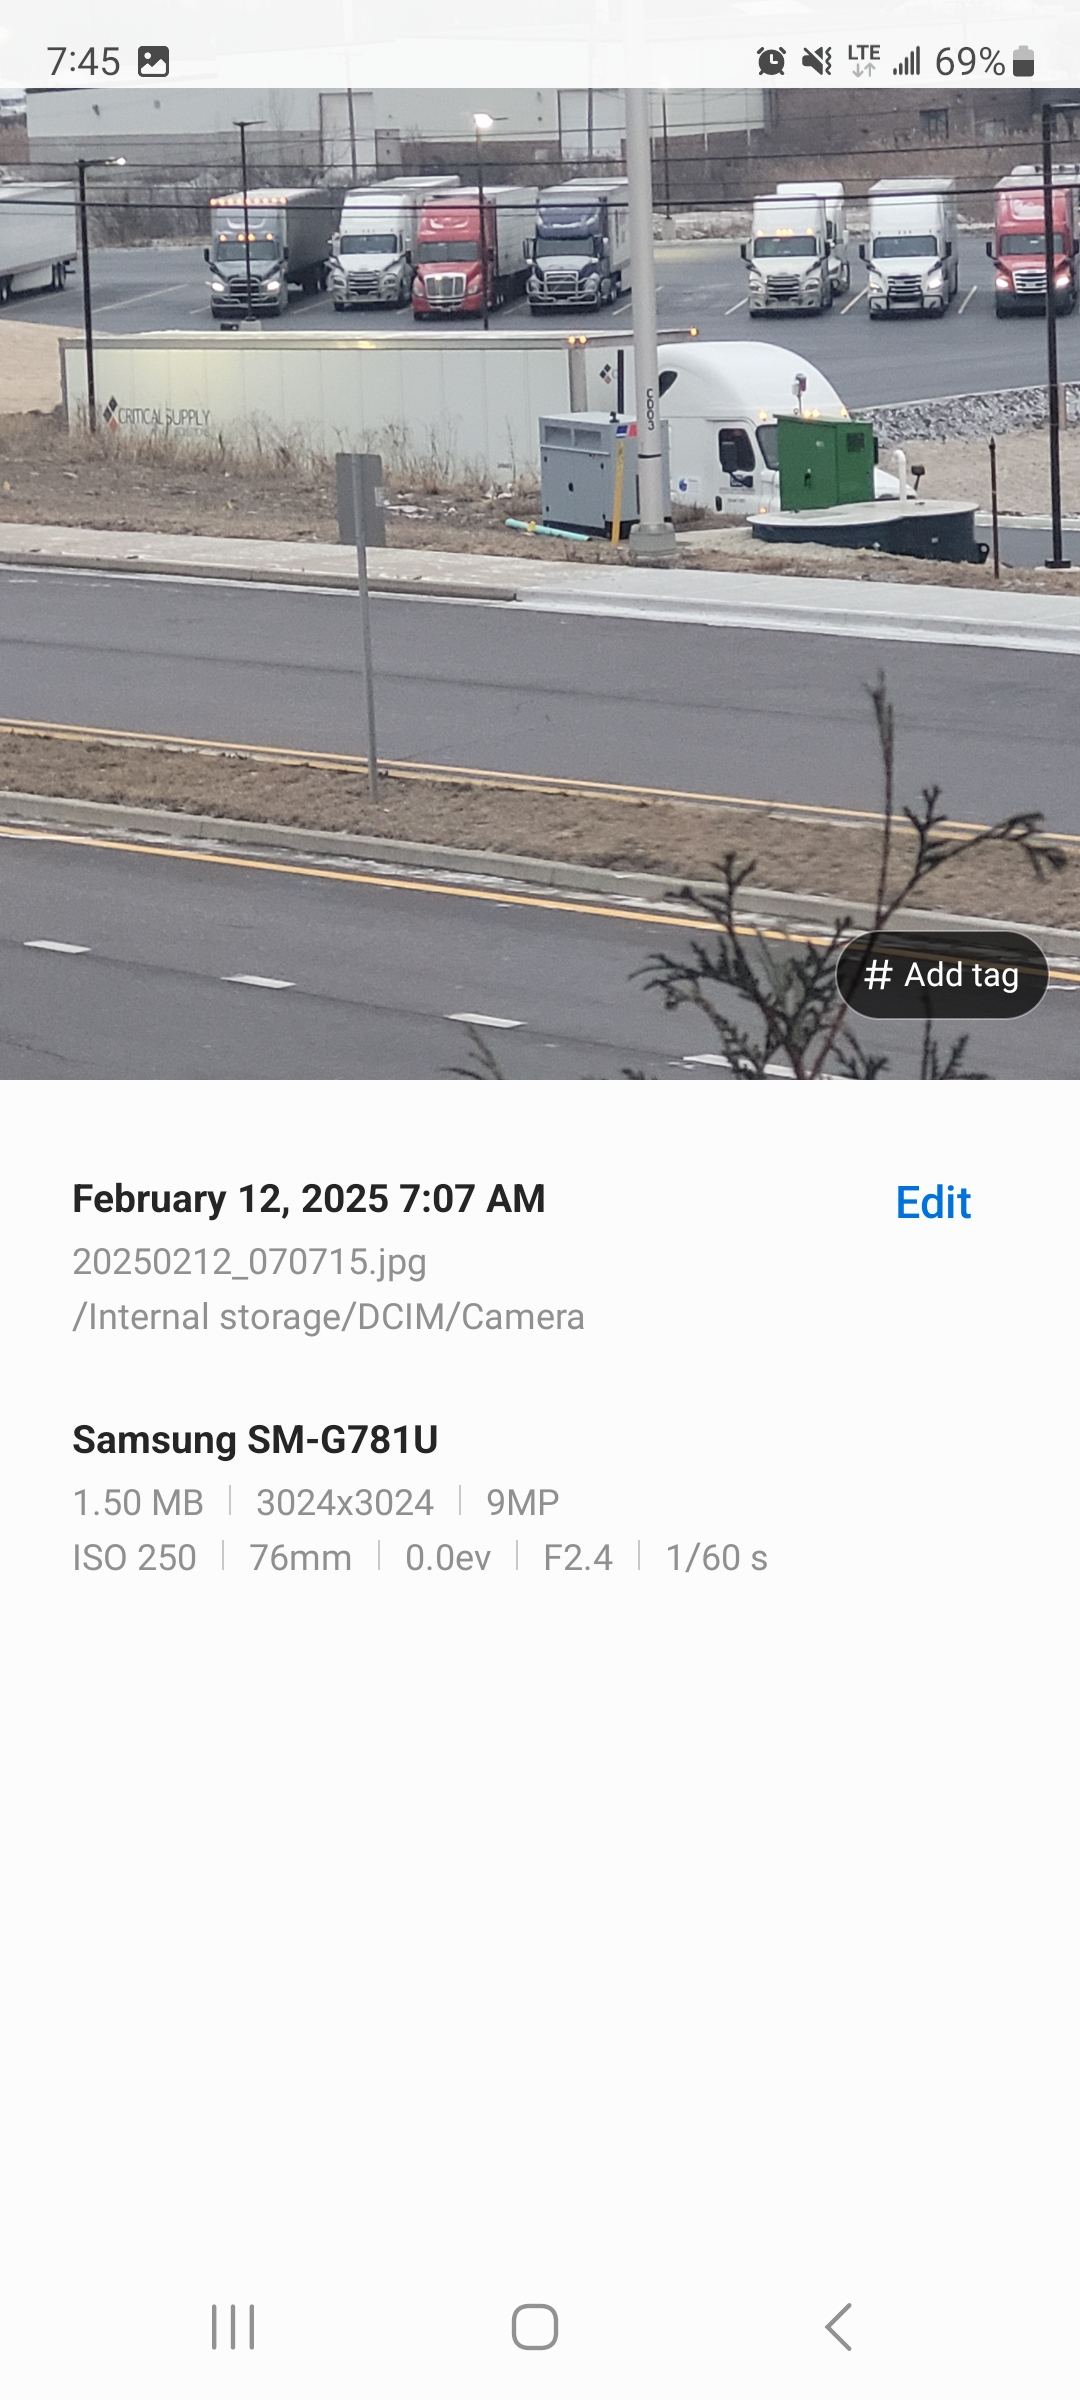 7:45
LTE
69%
CRITICAL SUPPLY
CD03
# Add tag
February 12, 2025 7:07 AM
Edit
20250212_070715.jpg
/Internal storage/DCIM/Camera
Samsung SM-G781U
1.50 MB | 3024x3024 | 9MP
ISO 250 | 76mm | 0.0ev | F2.4 | 1/60 s